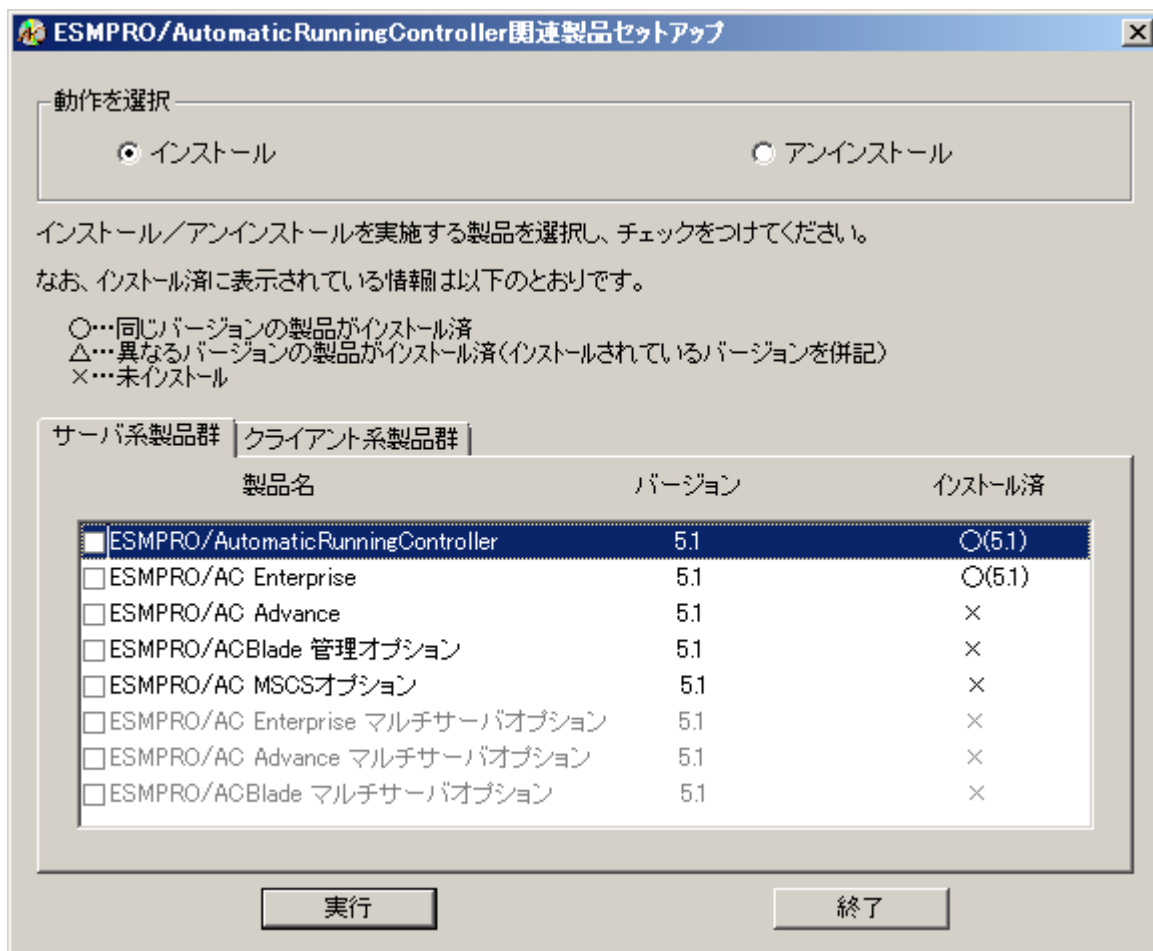 ESMPRO/AutomaticRunningController関連製品セットアップ
動作を選択
インストール アンインストール
インストール／アンインストールを実施する製品を選択し、チェックをつけてください。
なお、インストール済に表示されている情報は以下のとおりです。
○…同じバージョンの製品がインストール済
△…異なるバージョンの製品がインストール済（インストールされているバージョンを併記）
×…未インストール
サーバ系製品群 クライアント系製品群
製品名 バージョン インストール済
ESMPRO/AutomaticRunningController 5.1 ○(5.1)
ESMPRO/AC Enterprise 5.1 ○(5.1)
ESMPRO/AC Advance 5.1 ×
ESMPRO/ACBlade 管理オプション 5.1 ×
ESMPRO/AC MSCSオプション 5.1 ×
ESMPRO/AC Enterprise マルチサーバオプション 5.1 ×
ESMPRO/AC Advance マルチサーバオプション 5.1 ×
ESMPRO/ACBlade マルチサーバオプション 5.1 ×
実行 終了